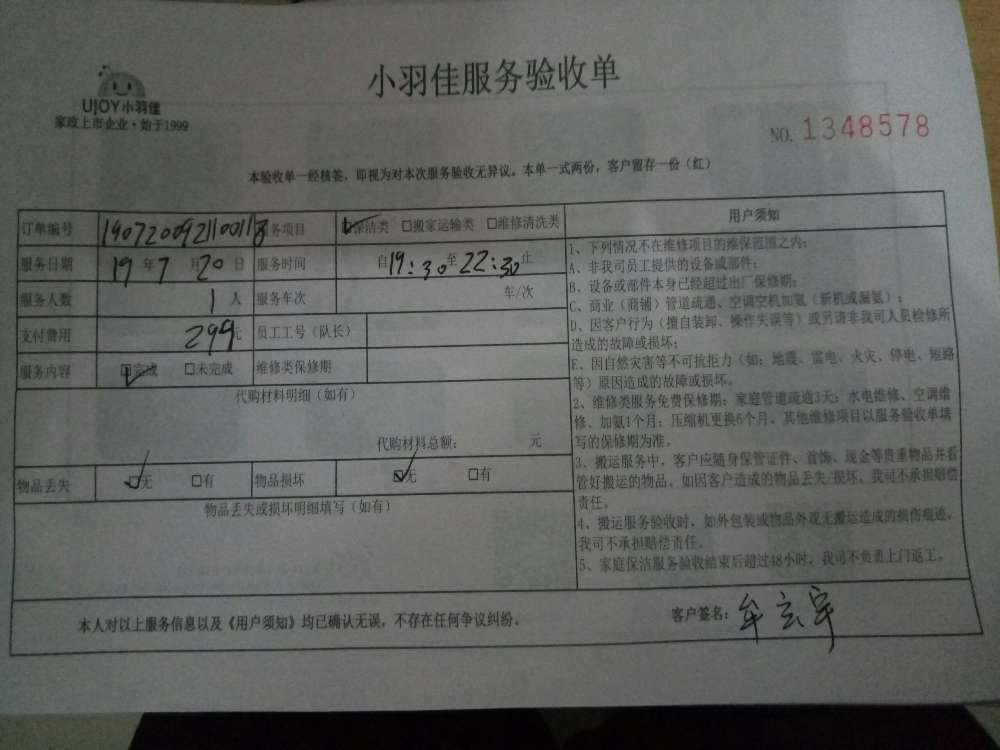 UJOY小羽佳
家政上市企业·始于1999
小羽佳服务验收单
NO. 1348578
本验收单一经核签，即视为对本次服务验收无异议。本单一式两份，客户留存一份（红）
订单编号 务项目 保洁类 □搬家运输类 □维修清洗类
服务日期 19 年 7 月 20 日 服务时间 自 19:30 至 22:30 止
服务人数 1 人 服务车次 车/次
支付费用 299 元 员工工号（队长）
服务内容 ☑完成 □未完成 维修类保修期
代购材料明细（如有）
代购材料总额： 元
物品丢失 ☑无 □有 物品损坏 ☑无 □有
物品丢失或损坏明细填写（如有）
用户须知
1、下列情况不在维修项目的维保范围之内：
A、非我司员工提供的设备或部件；
B、设备或部件本身已经超过出厂保修期；
C、商业（商铺）管道疏通、空调空机加氨（新机或漏氨）；
D、因客户行为（擅自装卸、操作失误等）或另请非我司人员检修所
造成的故障或损坏；
E、因自然灾害等不可抗拒力（如：地震、雷电、火灾、停电、短路
等）原因造成的故障或损坏。
2、维修类服务免费保修期：家庭管道疏通3天；水电维修、空调维
修、加氨1个月；压缩机更换6个月。其他维修项目以服务验收单填
写的保修期为准。
3、搬运服务中，客户应随身保管证件、首饰、现金等贵重物品并看
管好搬运的物品。如因客户造成的物品丢失/损坏，我司不承担赔偿
责任。
4、搬运服务验收时，如外包装或物品外观无搬运造成的损伤痕迹，
我司不承担赔偿责任。
5、家庭保洁服务验收结束后超过48小时，我司不负责上门返工。
本人对以上服务信息以及《用户须知》均已确认无误，不存在任何争议纠纷。
客户签名：牟云宇